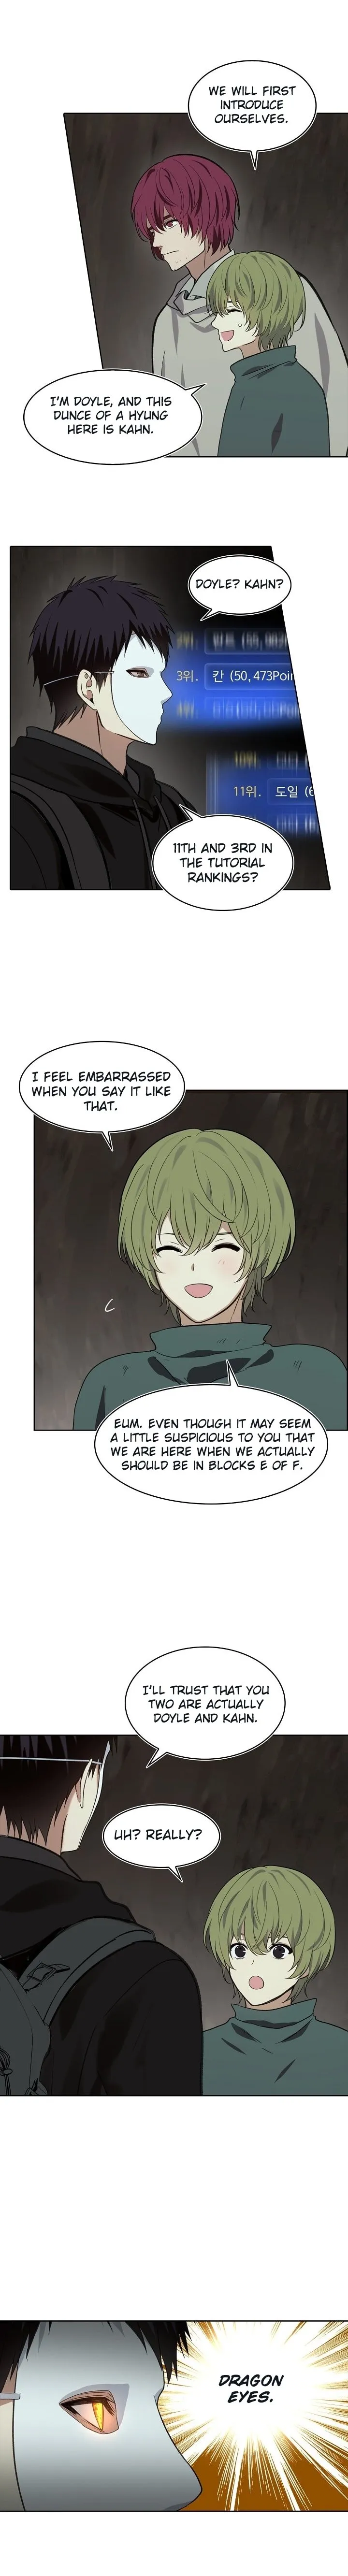 WE WILL FIRST
INTRODUCE
OURSELVES.
I'M DOYLE, AND THIS
DUNCE OF A HYUNG
HERE IS KAHN.
DOYLE? KAHN?
3위. 칸 (50,473Poin
11위. 도일 (6
11TH AND 3RD IN
THE TUTORIAL
RANKINGS?
I FEEL EMBARRASSED
WHEN YOU SAY IT LIKE
THAT.
EUM. EVEN THOUGH IT MAY SEEM
A LITTLE SUSPICIOUS TO YOU THAT
WE ARE HERE WHEN WE ACTUALLY
SHOULD BE IN BLOCKS E OF F.
I'LL TRUST THAT YOU
TWO ARE ACTUALLY
DOYLE AND KAHN.
UH? REALLY?
DRAGON
EYES.